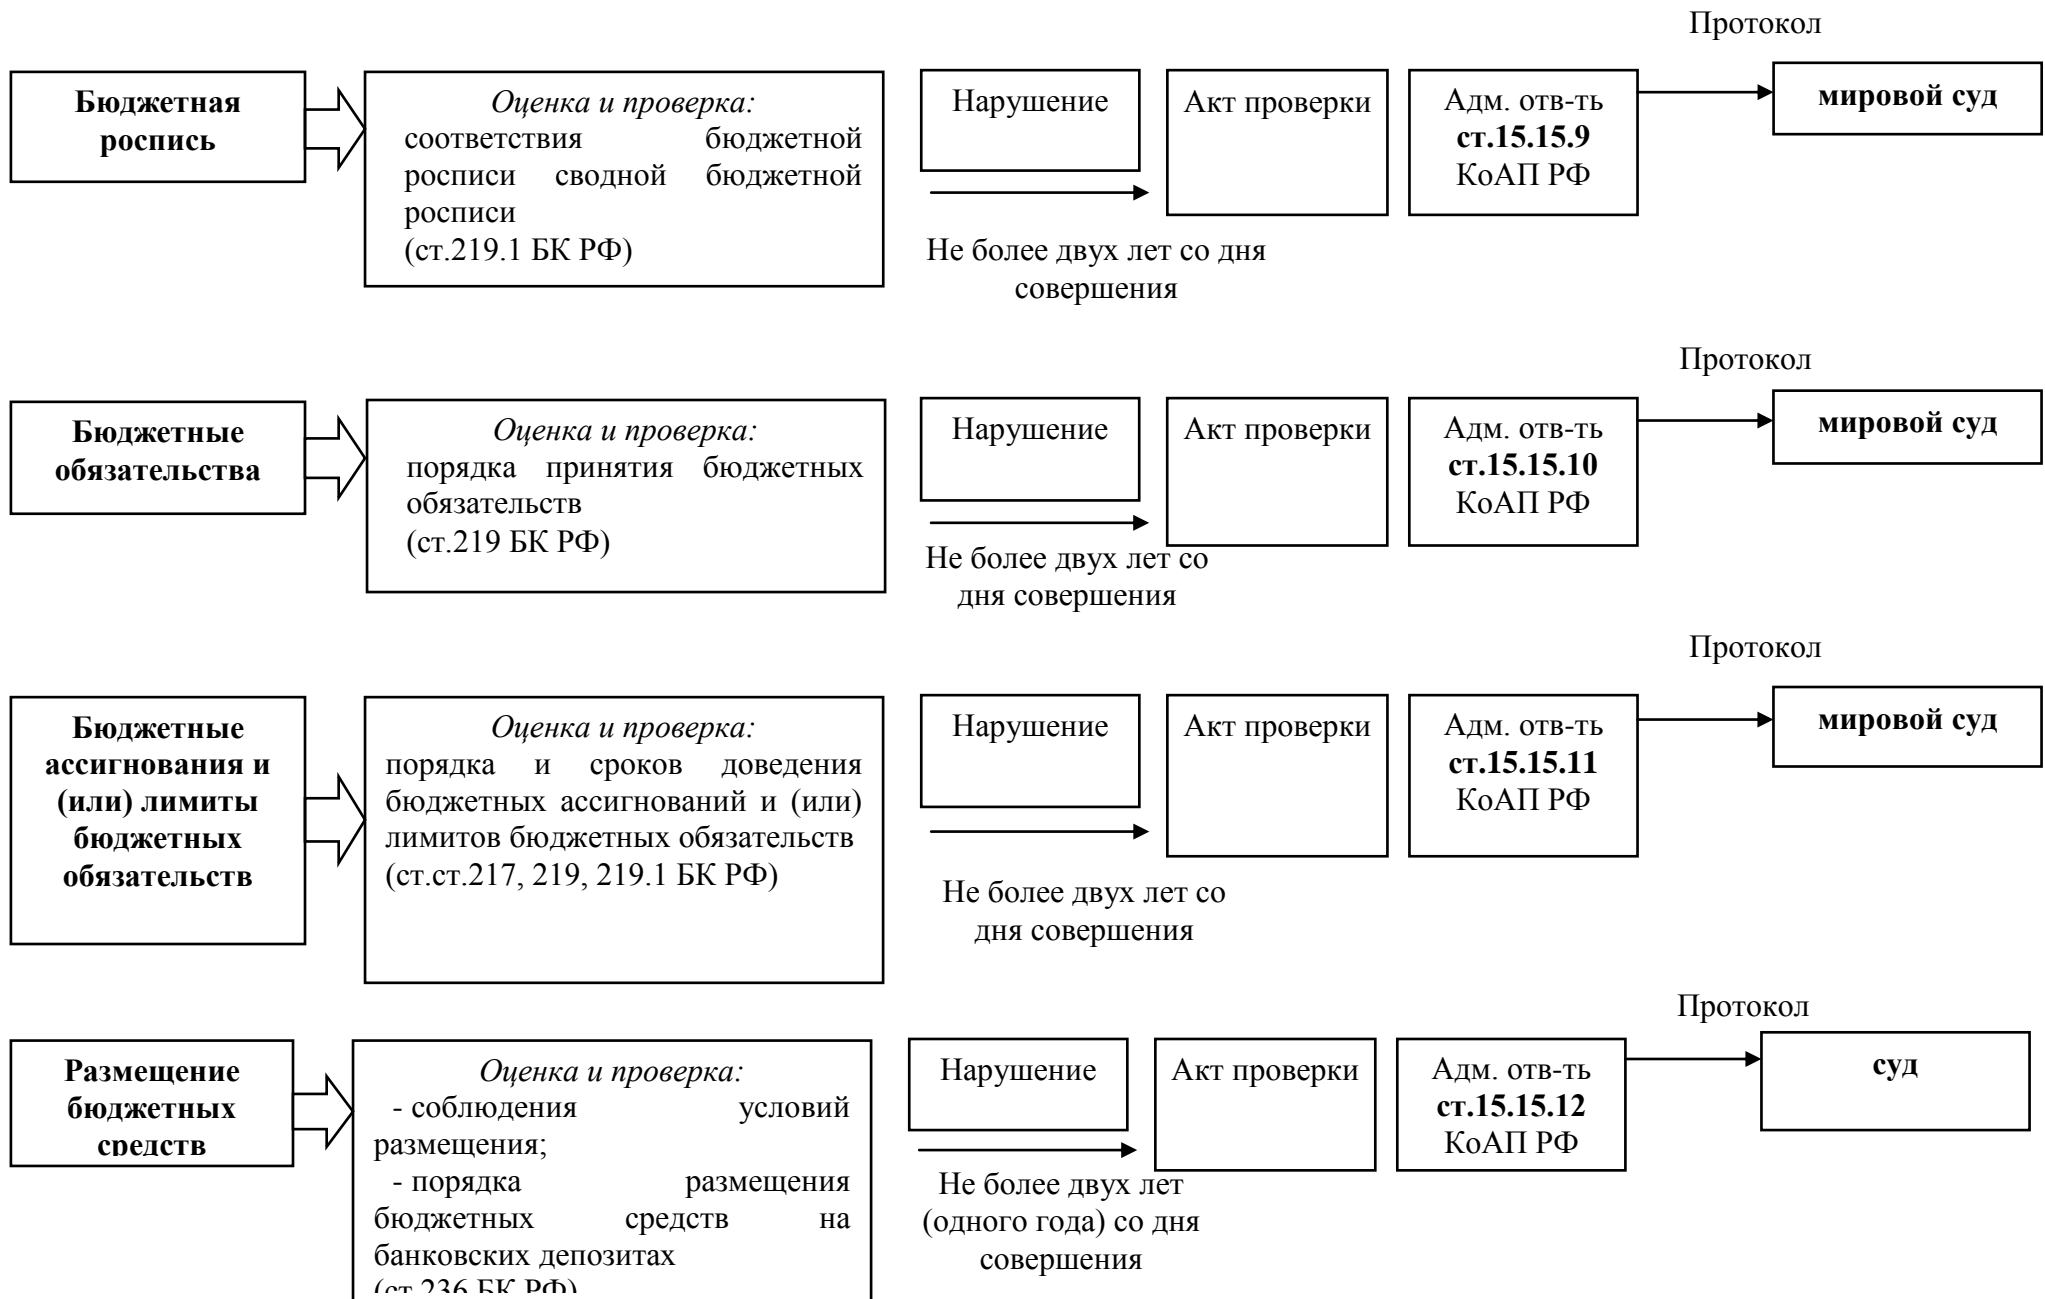 Протокол
Бюджетная
роспись
Оценка и проверка:
соответствия бюджетной
росписи сводной бюджетной
росписи
(ст.219.1 БК РФ)
Нарушение
Не более двух лет со дня
совершения
Акт проверки
Адм. отв-ть
ст.15.15.9
КоАП РФ
мировой суд
Протокол
Бюджетные
обязательства
Оценка и проверка:
порядка принятия бюджетных
обязательств
(ст.219 БК РФ)
Нарушение
Не более двух лет со
дня совершения
Акт проверки
Адм. отв-ть
ст.15.15.10
КоАП РФ
мировой суд
Протокол
Бюджетные
ассигнования и
(или) лимиты
бюджетных
обязательств
Оценка и проверка:
порядка и сроков доведения
бюджетных ассигнований и (или)
лимитов бюджетных обязательств
(ст.ст.217, 219, 219.1 БК РФ)
Нарушение
Не более двух лет со
дня совершения
Акт проверки
Адм. отв-ть
ст.15.15.11
КоАП РФ
мировой суд
Протокол
Размещение
бюджетных
средств
Оценка и проверка:
- соблюдения условий
размещения;
- порядка размещения
бюджетных средств на
банковских депозитах
(ст.236 БК РФ)
Нарушение
Не более двух лет
(одного года) со дня
совершения
Акт проверки
Адм. отв-ть
ст.15.15.12
КоАП РФ
суд